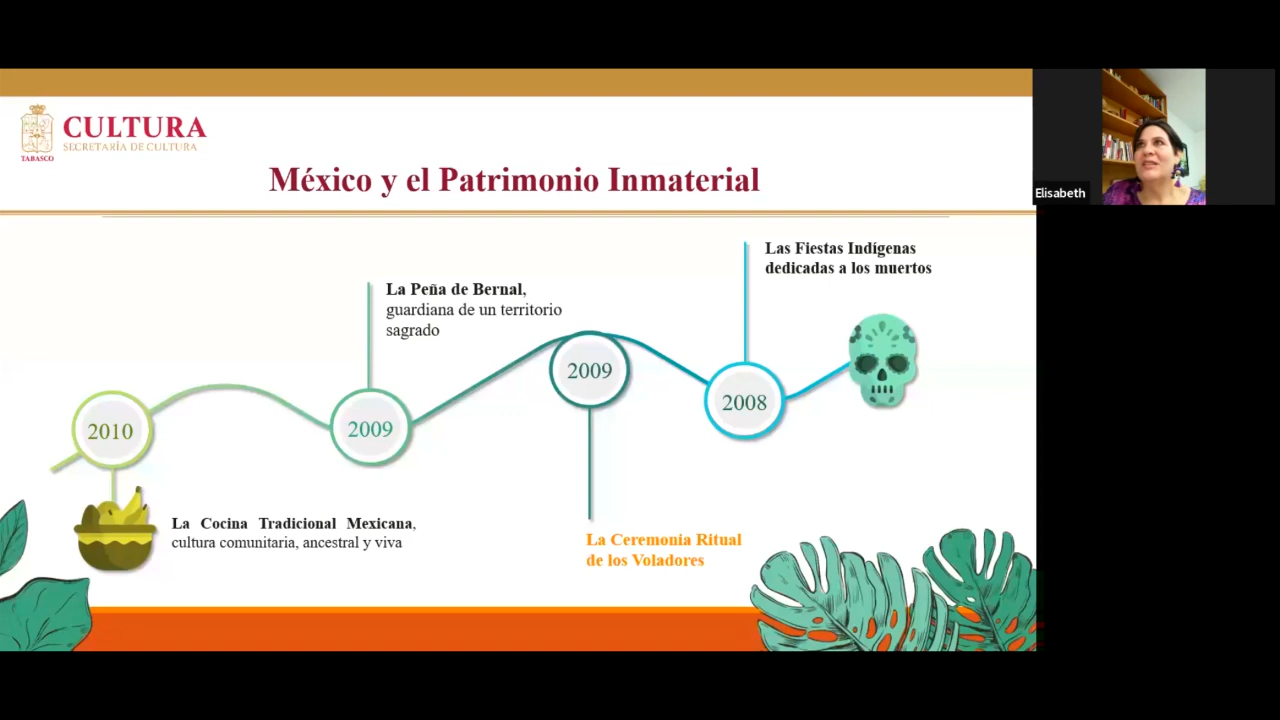 CULTURA
SECRETARÍA DE CULTURA
TABASCO
México y el Patrimonio Inmaterial
Elisabeth
Las Fiestas Indígenas
dedicadas a los muertos
La Peña de Bernal,
guardiana de un territorio
sagrado
2009
2008
2010
2009
La Cocina Tradicional Mexicana,
cultura comunitaria, ancestral y viva
La Ceremonia Ritual
de los Voladores